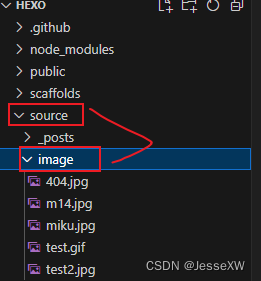 HEXO
.github
node_modules
public
scaffolds
source
_posts
image
404.jpg
m14.jpg
miku.jpg
test.gif
test2.jpg
CSDN @JesseXW